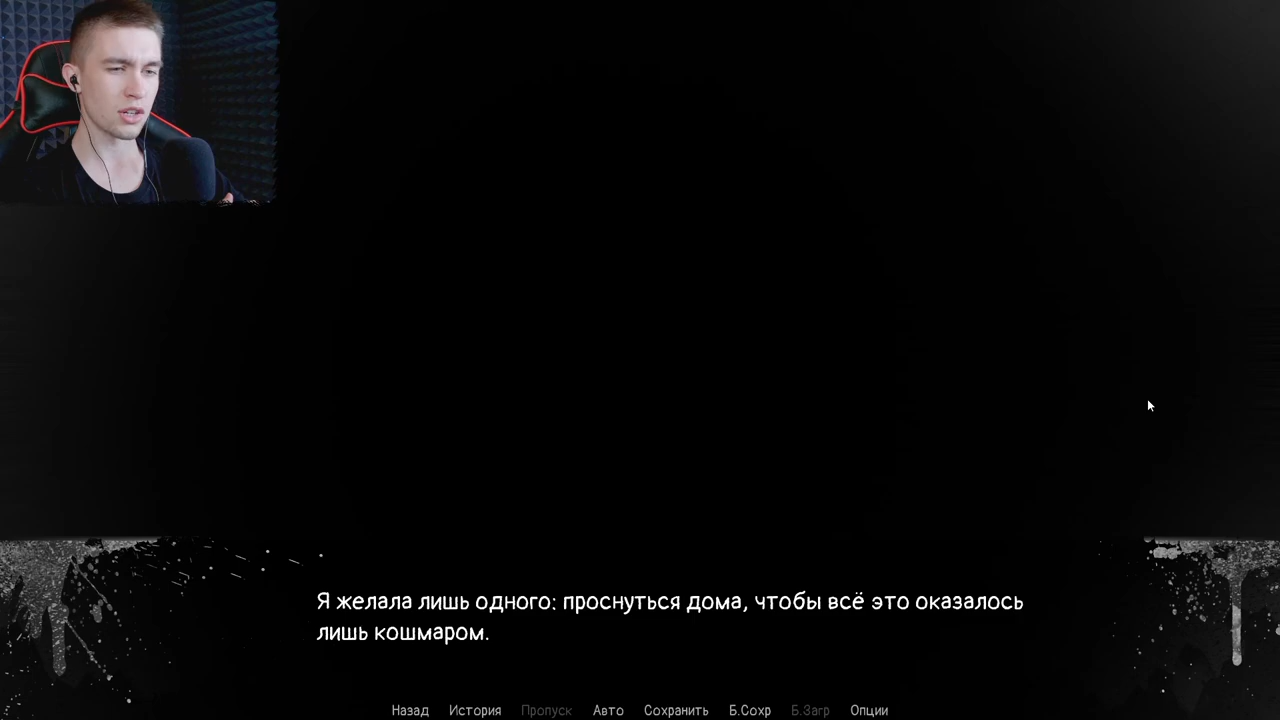 Я желала лишь одного: проснуться дома, чтобы всё это оказалось
лишь кошмаром.
Назад История Пропуск Авто Сохранить Б.Сохр Б.Загр Опции